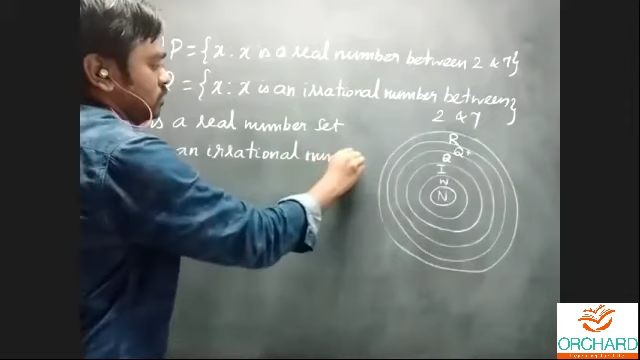 P = {x : x is a real number between 2 & 7}
= {x : x is an irrational number between}
2 & 7
is a real number set
an irrational num
R
Q
I
W
N
ORCHARD